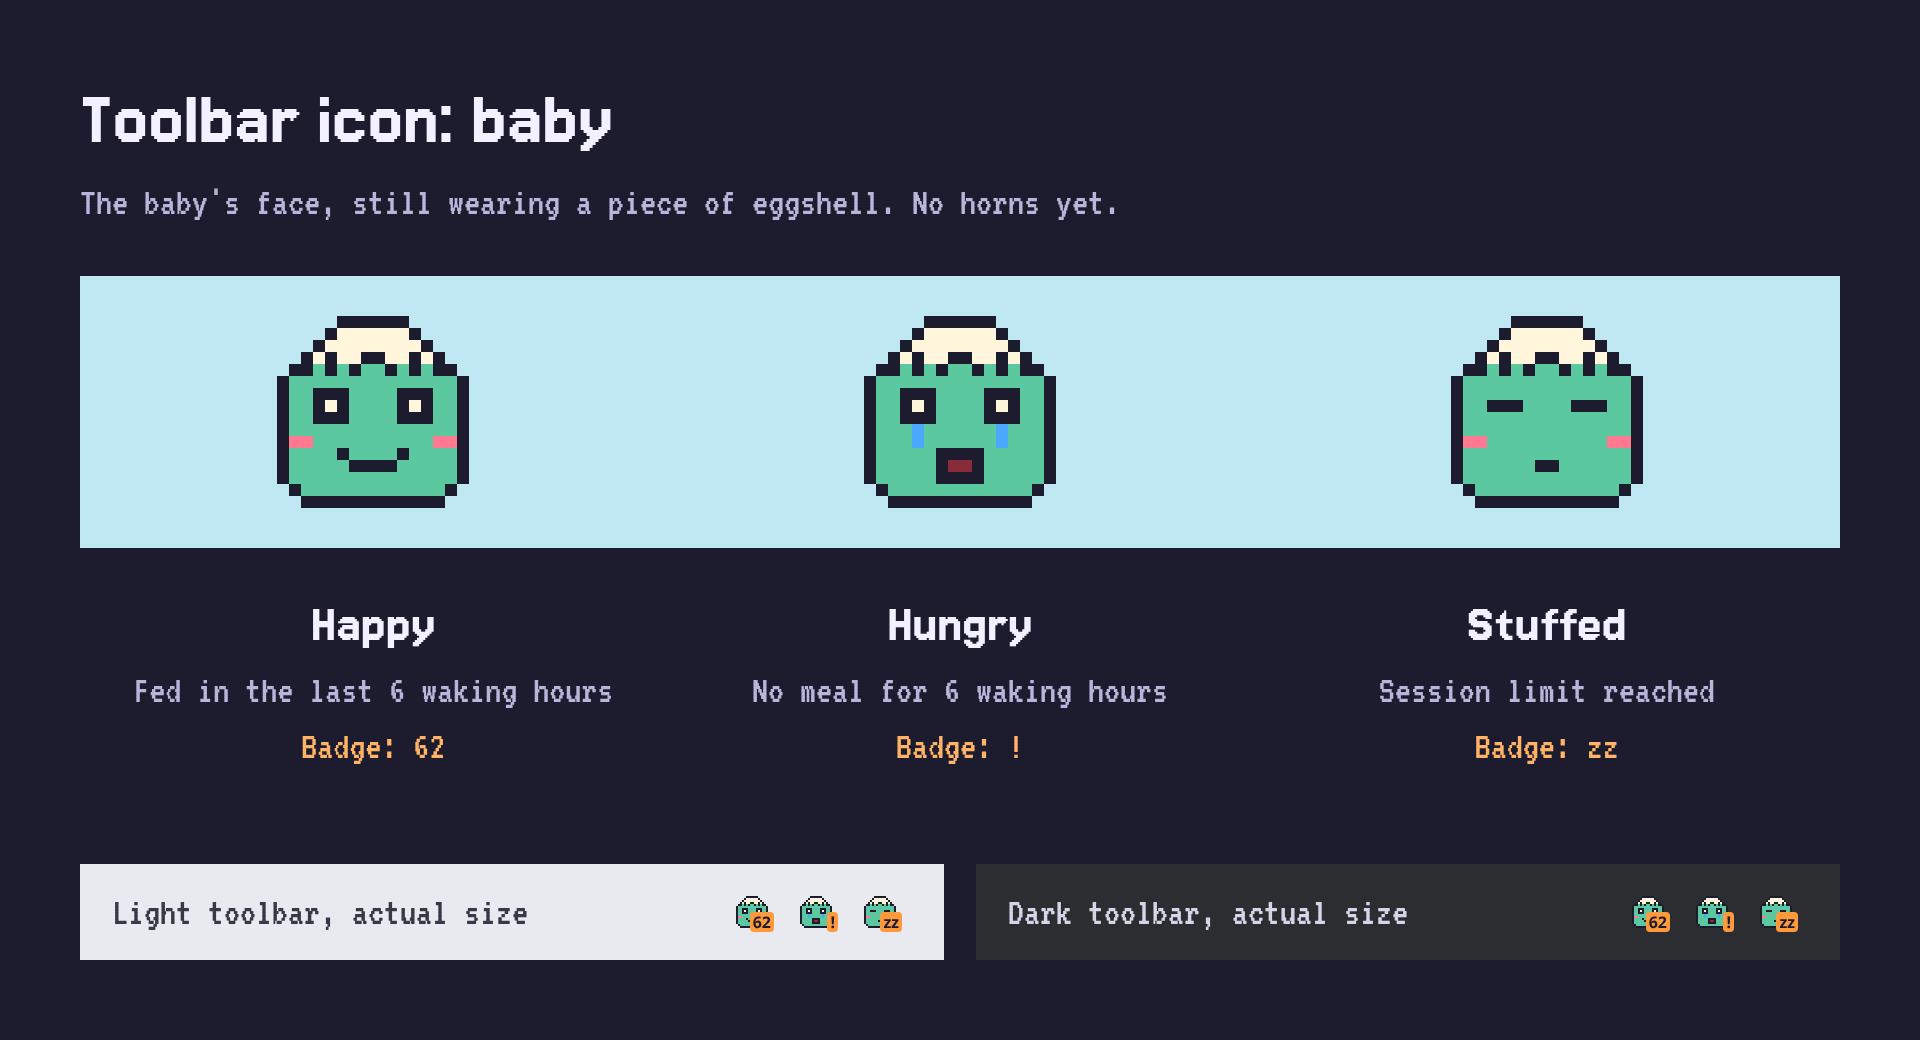 Toolbar icon: baby
The baby's face, still wearing a piece of eggshell. No horns yet.
Happy
Fed in the last 6 waking hours
Badge: 62
Hungry
No meal for 6 waking hours
Badge: !
Stuffed
Session limit reached
Badge: zz
Light toolbar, actual size
62
!
zz
Dark toolbar, actual size
62
!
zz